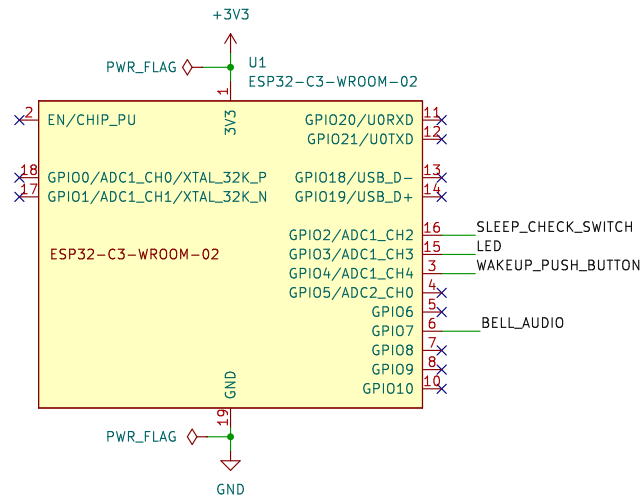 +3V3
PWR_FLAG
U1
ESP32-C3-WROOM-02
1
3V3
2
EN/CHIP_PU
GPIO20/U0RXD
11
GPIO21/U0TXD
12
18
GPIO0/ADC1_CH0/XTAL_32K_P
GPIO18/USB_D-
13
17
GPIO1/ADC1_CH1/XTAL_32K_N
GPIO19/USB_D+
14
GPIO2/ADC1_CH2
16
SLEEP_CHECK_SWITCH
ESP32-C3-WROOM-02
GPIO3/ADC1_CH3
15
LED
GPIO4/ADC1_CH4
3
WAKEUP_PUSH_BUTTON
GPIO5/ADC2_CH0
4
GPIO6
5
GPIO7
6
BELL_AUDIO
GPIO8
7
GPIO9
8
GPIO10
10
GND
19
PWR_FLAG
GND